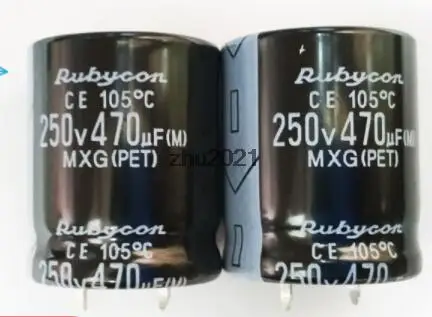 Rubycon
CE 105°C
250v470µF(M)
MXG(PET)
zhu2021
Rubycon
CE 105°C
250v470µF(M)
Rubycon
CE 105°C
250v470µF(M)
MXG(PET)
Rubycon
CE 105°C
250v470